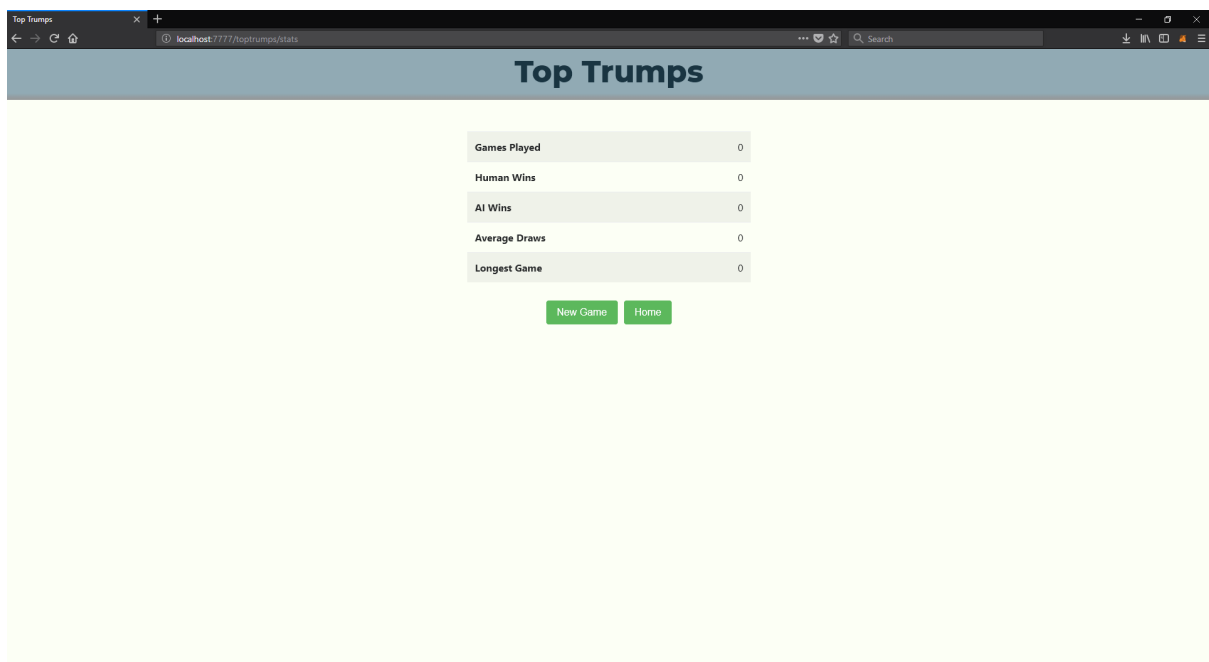 Top Trumps
localhost:7777/toptrumps/stats
Search
Top Trumps
Games Played 0
Human Wins 0
AI Wins 0
Average Draws 0
Longest Game 0
New Game Home